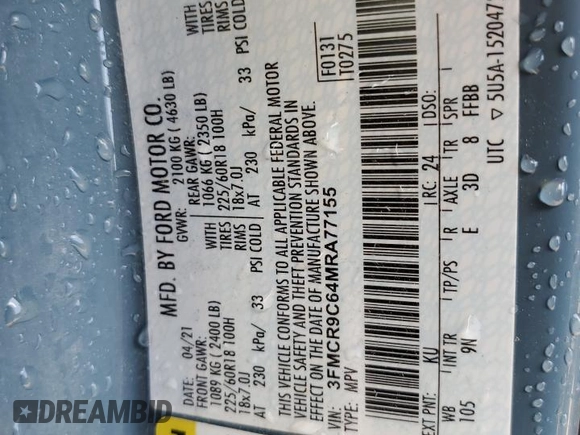 MFD. BY FORD MOTOR CO.
DATE: 04/21 GVWR: 2100 KG ( 4630 LB)
FRONT GAWR: REAR GAWR:
1089 KG ( 2400 LB) 1066 KG ( 2350 LB) WITH
225/60R18 100H WITH 225/60R18 100H TIRES
18x7.0J TIRES 18x7.0J RIMS
AT 230 kPa/ 33 RIMS PSI COLD AT 230 kPa/ 33 PSI COLD
THIS VEHICLE CONFORMS TO ALL APPLICABLE FEDERAL MOTOR
VEHICLE SAFETY AND THEFT PREVENTION STANDARDS IN
EFFECT ON THE DATE OF MANUFACTURE SHOWN ABOVE.
VIN: 3FMCR9C64MRA77155 F0131
TYPE: MPV T0275
EXT PNT: KU RC: 24 DSO:
WB INT TR TP/PS R AXLE TR SPR
105 9N E 3D 8 FFBB
UTC ▽ 5U5A-152047
DREAMBID